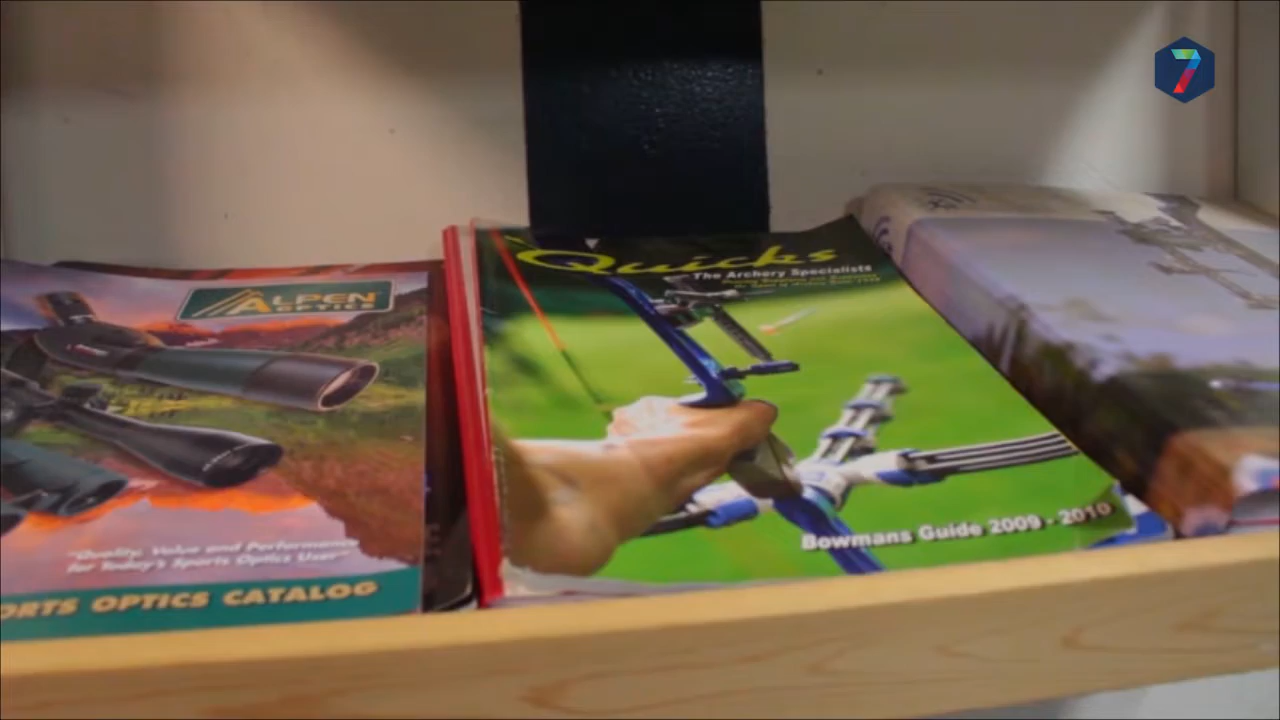 7
ALPEN
OPTICS
"Quality, Value and Performance
for Today's Sports Optics User"
ORTS OPTICS CATALOG
Quicks
The Archery Specialists
Bowmans Guide 2009 - 2010